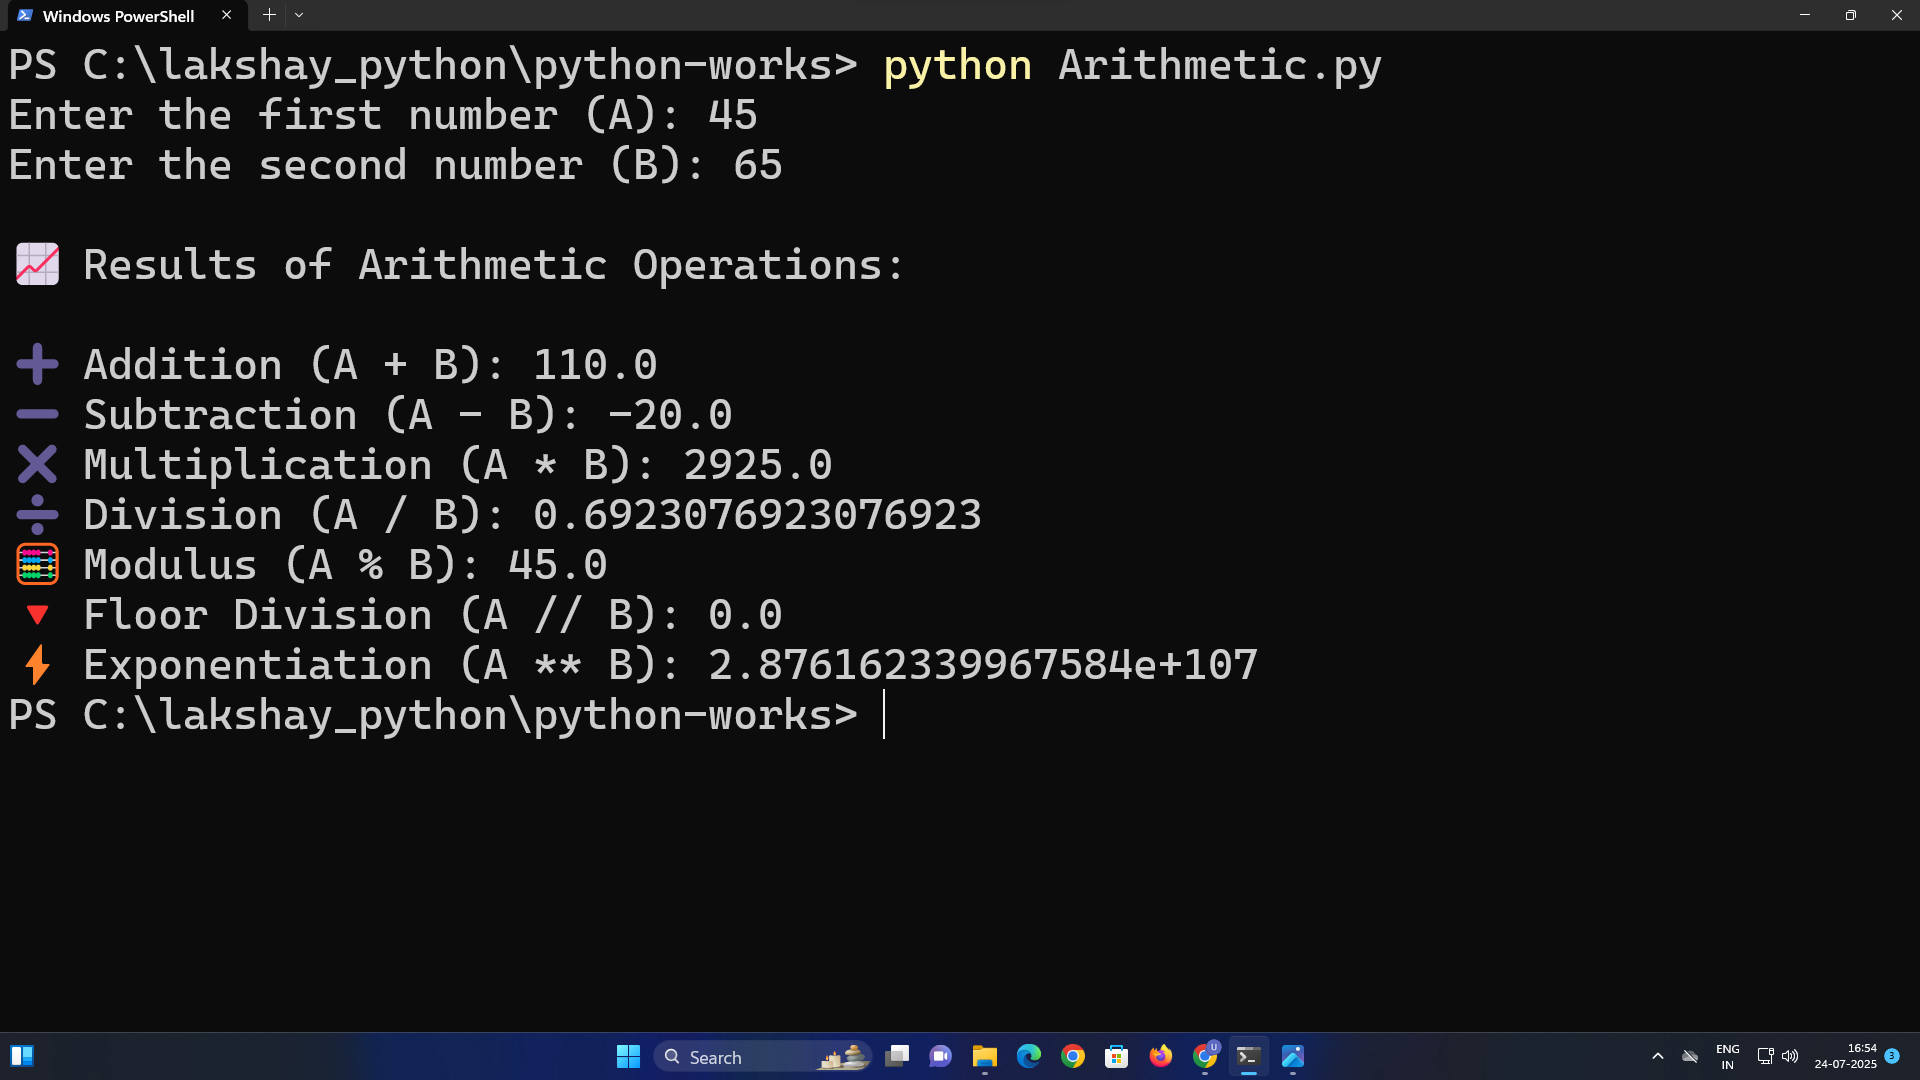 Windows PowerShell
PS C:\lakshay_python\python-works> python Arithmetic.py
Enter the first number (A): 45
Enter the second number (B): 65
📈 Results of Arithmetic Operations:
➕ Addition (A + B): 110.0
➖ Subtraction (A - B): -20.0
✖ Multiplication (A * B): 2925.0
➗ Division (A / B): 0.6923076923076923
🧮 Modulus (A % B): 45.0
🔻 Floor Division (A // B): 0.0
⚡ Exponentiation (A ** B): 2.876162339967584e+107
PS C:\lakshay_python\python-works>
Search
U
ENG
IN
16:54
24-07-2025
3